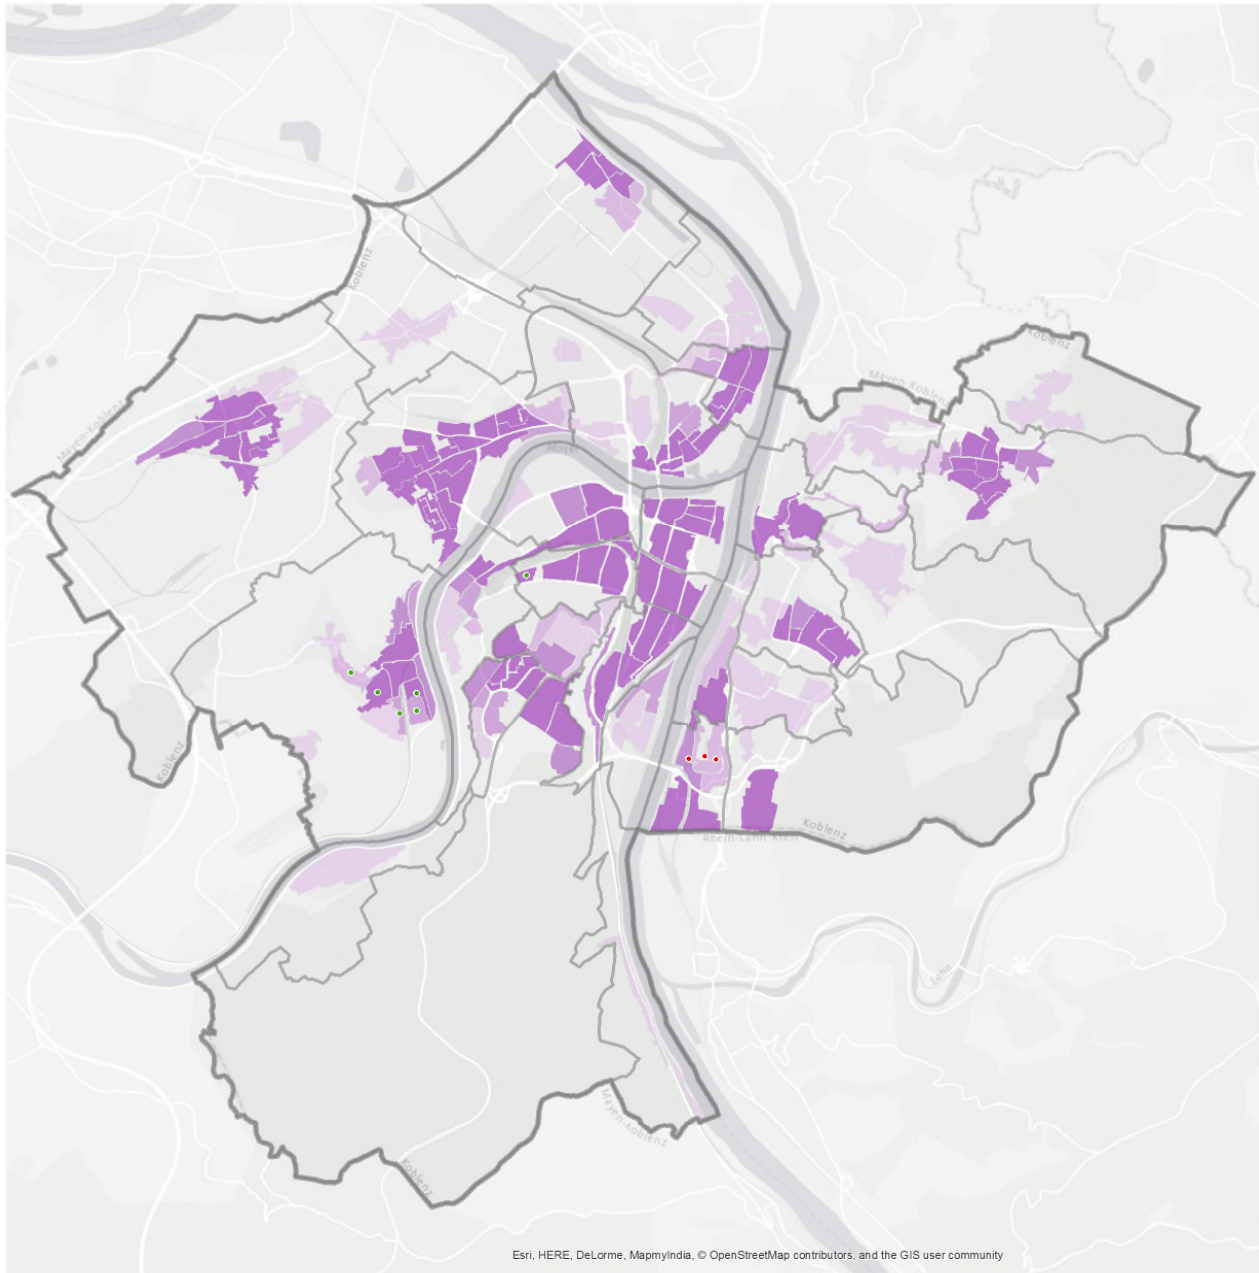 Koblenz
Koblenz
Mayen-Koblenz
Mayen-Koblenz
Mosel
Koblenz
Koblenz
Rhein-Lahn-Kreis
Lahn
Mayen-Koblenz
Koblenz
Esri, HERE, DeLorme, MapmyIndia, © OpenStreetMap contributors, and the GIS user community